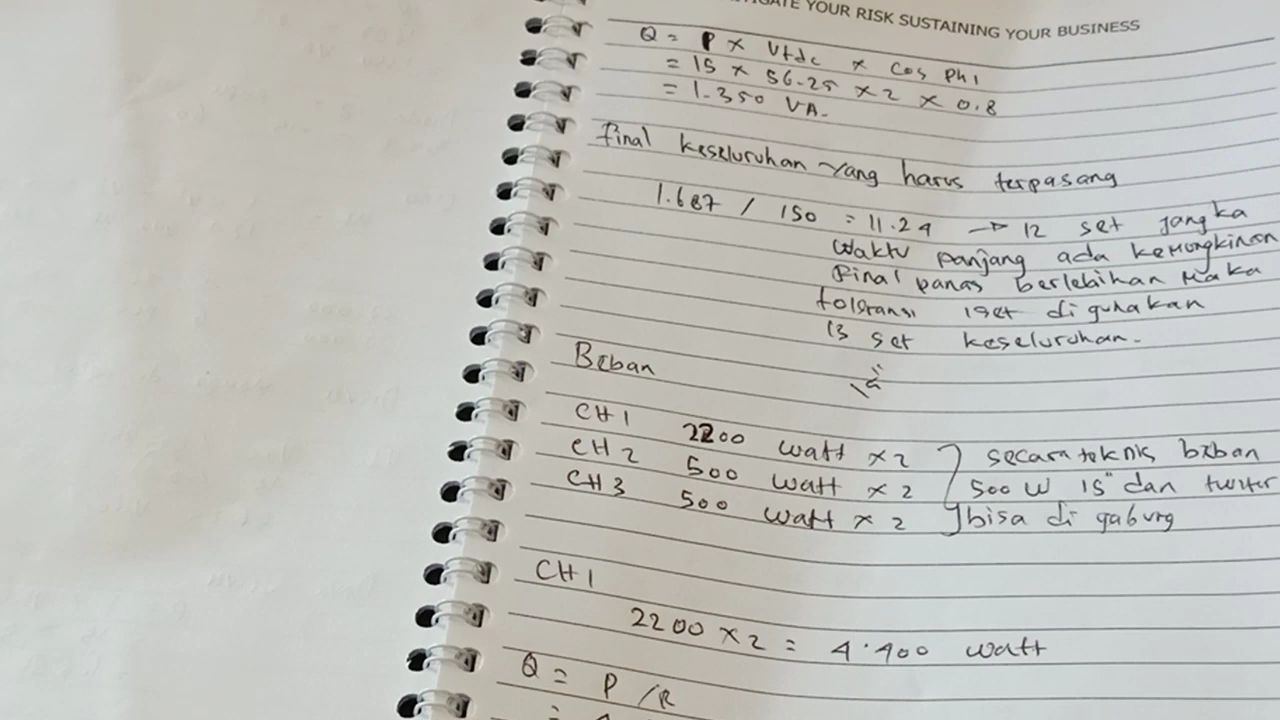 YOUR RISK SUSTAINING YOUR BUSINESS
Q = P x Vtdc x cos phi
= 15 x 56.25 x 2 x 0.8
= 1.350 VA.
final keseluruhan yang harus terpasang
1.687 / 150 = 11.24 → 12 set jangka
waktu panjang ada kemungkinan
Final panas berlebihan maka
toleransi 1set digunakan
13 set keseluruhan.
Beban
CH1 2200 watt x2 secara teknis beban
CH2 500 watt x2 500 W 15" dan twiter
CH3 500 watt x 2 bisa di gabung
CH1
2200 x 2 = 4.400 watt
Q = P /R